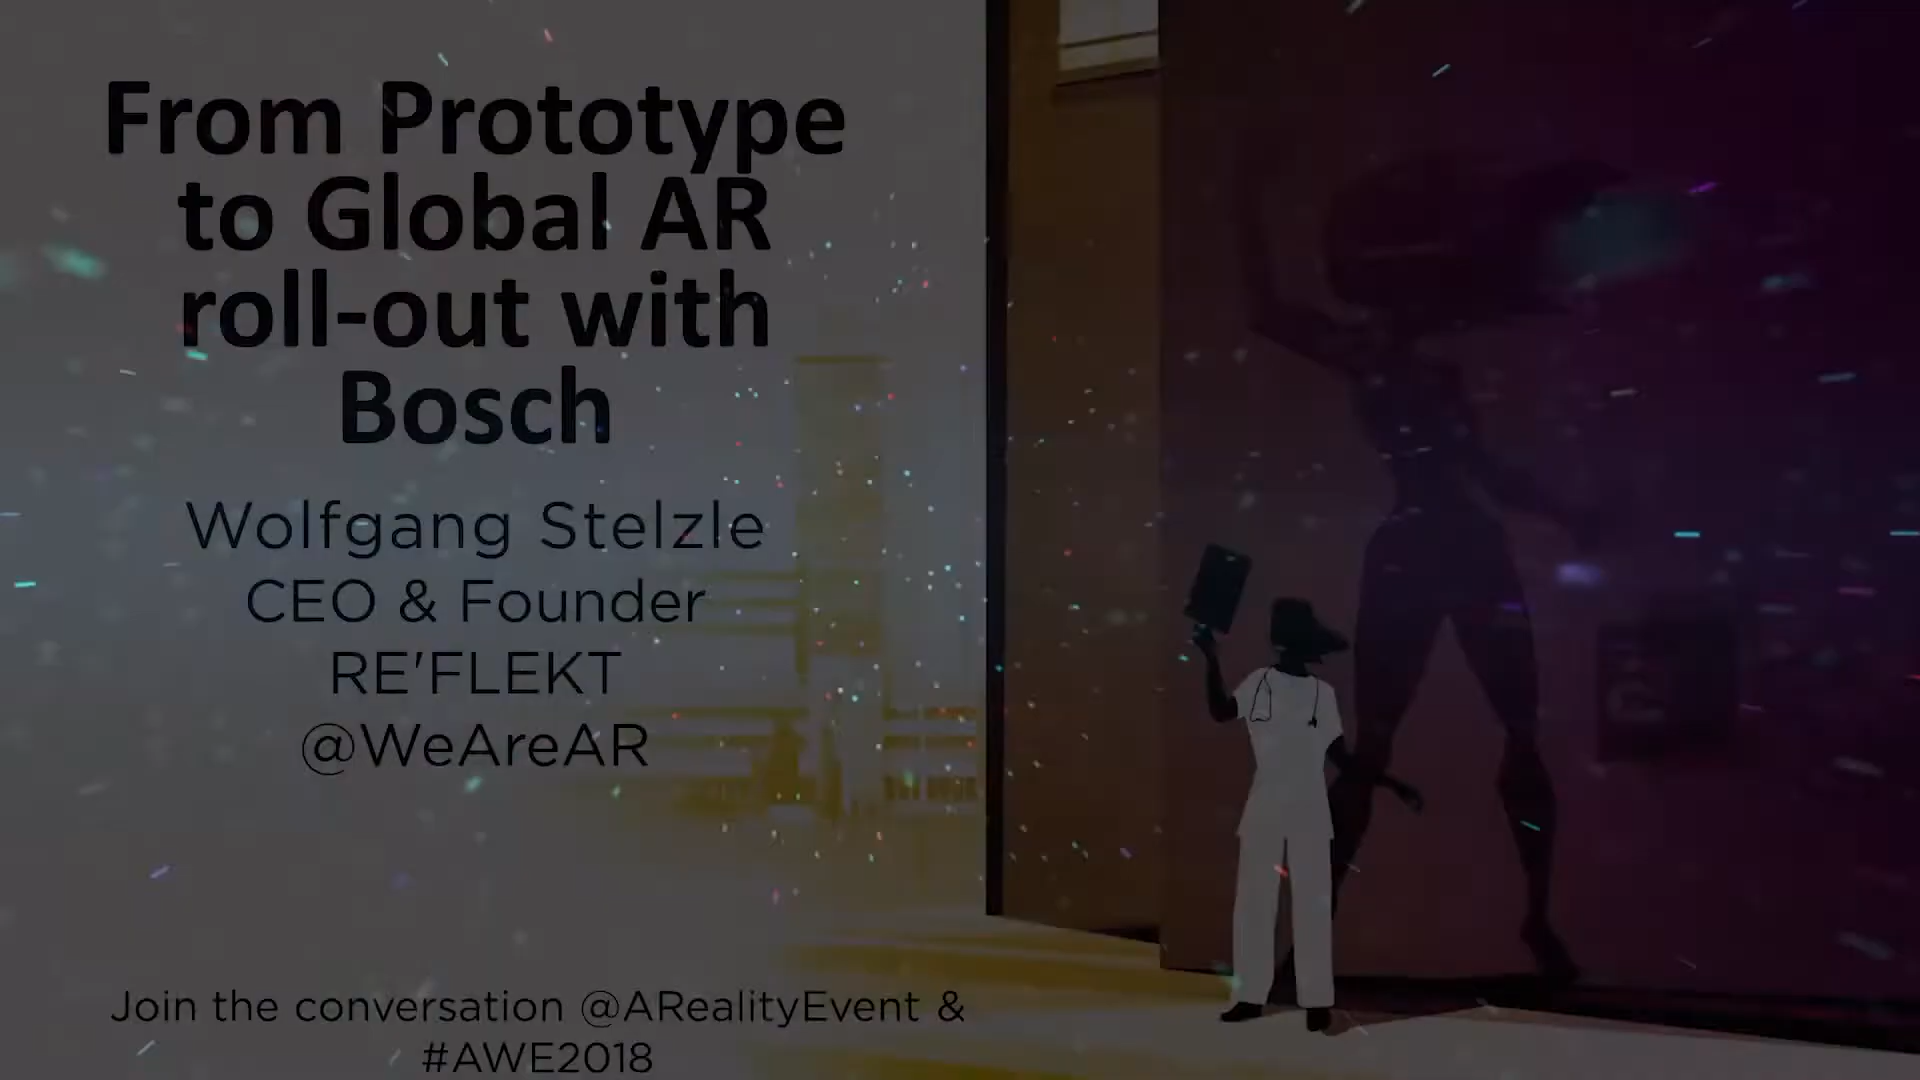 From Prototype
to Global AR
roll-out with
Bosch
Wolfgang Stelzle
CEO & Founder
RE'FLEKT
@WeAreAR
Join the conversation @ARealityEvent &
#AWE2018